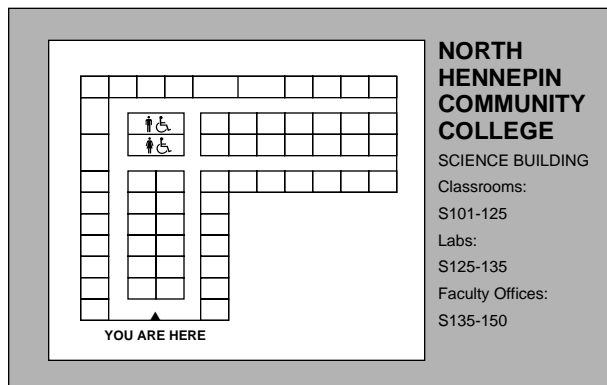 NORTH
HENNEPIN
COMMUNITY
COLLEGE
SCIENCE BUILDING
Classrooms:
S101-125
Labs:
S125-135
Faculty Offices:
S135-150
YOU ARE HERE